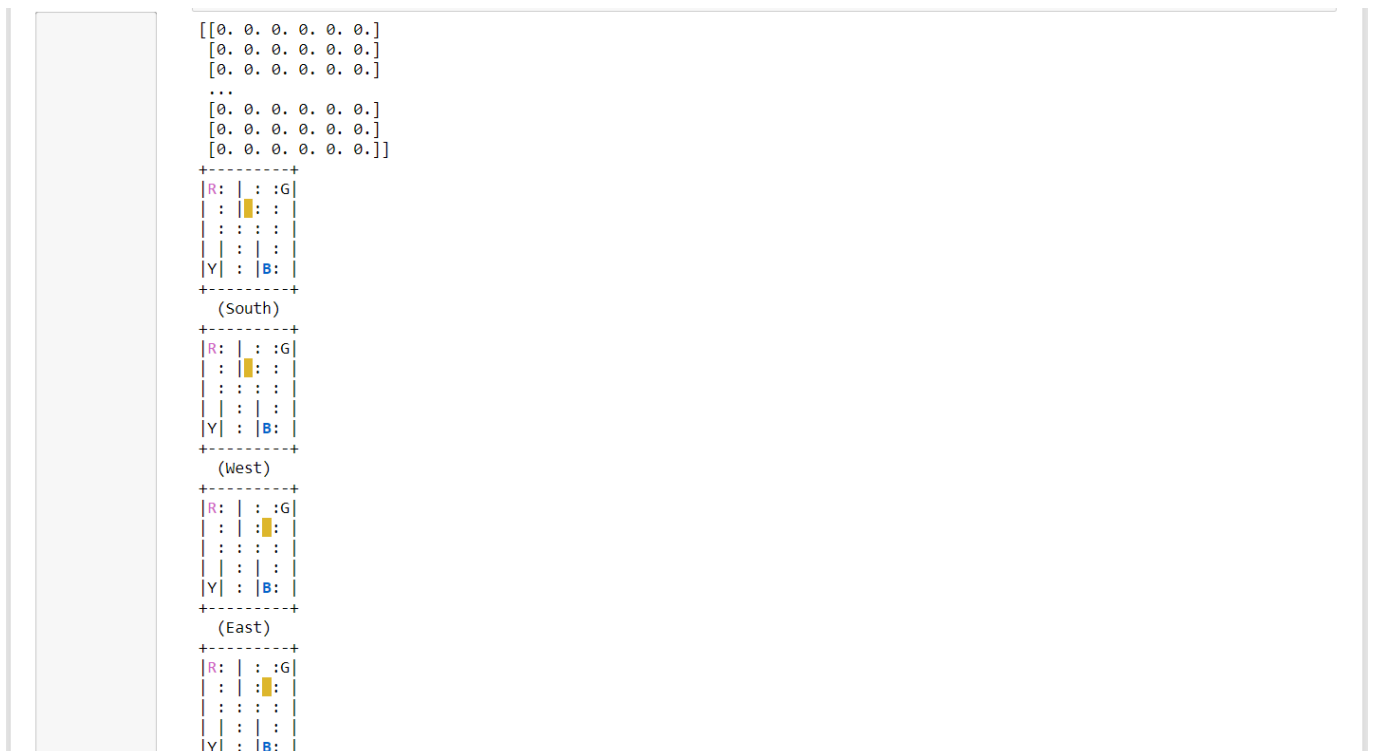 [[0. 0. 0. 0. 0. 0.]
 [0. 0. 0. 0. 0. 0.]
 [0. 0. 0. 0. 0. 0.]
 ...
 [0. 0. 0. 0. 0. 0.]
 [0. 0. 0. 0. 0. 0.]
 [0. 0. 0. 0. 0. 0.]]
+---------+
|R: | : :G|
| : | : : |
| : : : : |
| | : | : |
|Y| : |B: |
+---------+
  (South)
+---------+
|R: | : :G|
| : | : : |
| : : : : |
| | : | : |
|Y| : |B: |
+---------+
  (West)
+---------+
|R: | : :G|
| : | : : |
| : : : : |
| | : | : |
|Y| : |B: |
+---------+
  (East)
+---------+
|R: | : :G|
| : | : : |
| : : : : |
| | : | : |
|Y| : |B: |